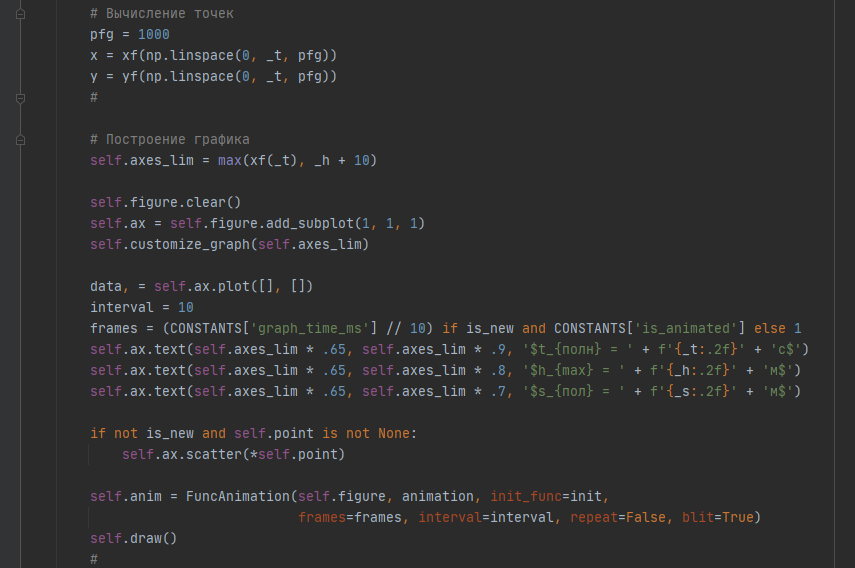 # Вычисление точек
pfg = 1000
x = xf(np.linspace(0, _t, pfg))
y = yf(np.linspace(0, _t, pfg))
#
# Построение графика
self.axes_lim = max(xf(_t), _h + 10)
self.figure.clear()
self.ax = self.figure.add_subplot(1, 1, 1)
self.customize_graph(self.axes_lim)
data, = self.ax.plot([], [])
interval = 10
frames = (CONSTANTS['graph_time_ms'] // 10) if is_new and CONSTANTS['is_animated'] else 1
self.ax.text(self.axes_lim * .65, self.axes_lim * .9, '$t_{полн} = ' + f'{_t:.2f}' + 'с$')
self.ax.text(self.axes_lim * .65, self.axes_lim * .8, '$h_{max} = ' + f'{_h:.2f}' + 'м$')
self.ax.text(self.axes_lim * .65, self.axes_lim * .7, '$s_{пол} = ' + f'{_s:.2f}' + 'м$')
if not is_new and self.point is not None:
    self.ax.scatter(*self.point)
self.anim = FuncAnimation(self.figure, animation, init_func=init,
                          frames=frames, interval=interval, repeat=False, blit=True)
self.draw()
#